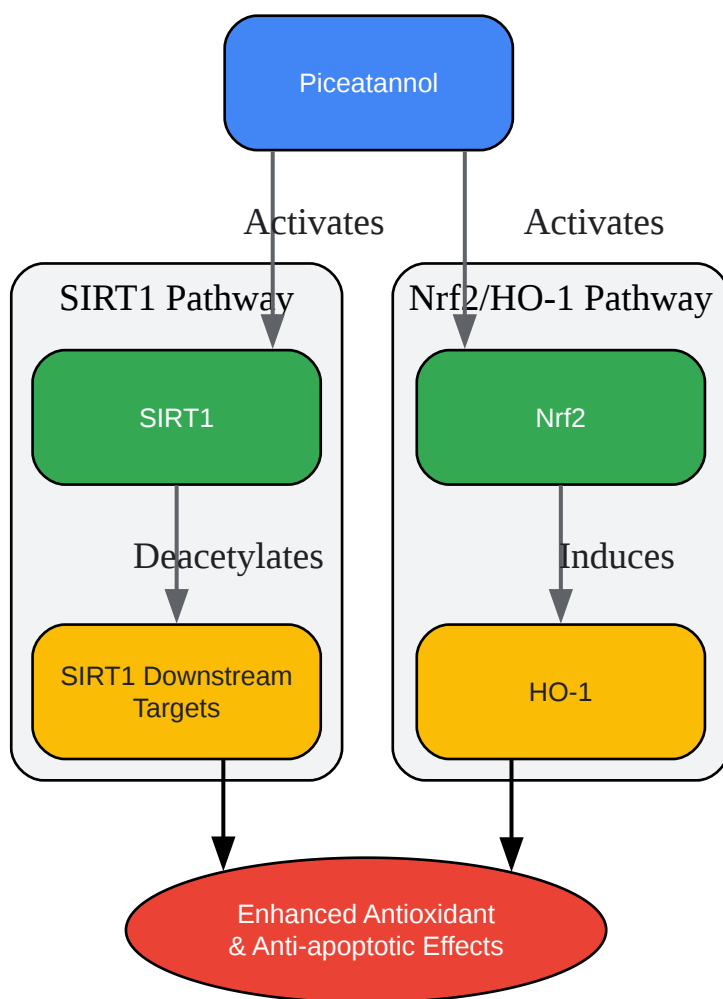 Piceatannol
Activates
Activates
SIRT1 Pathway
Nrf2/HO-1 Pathway
SIRT1
Nrf2
Deacetylates
Induces
SIRT1 Downstream
Targets
HO-1
Enhanced Antioxidant
& Anti-apoptotic Effects